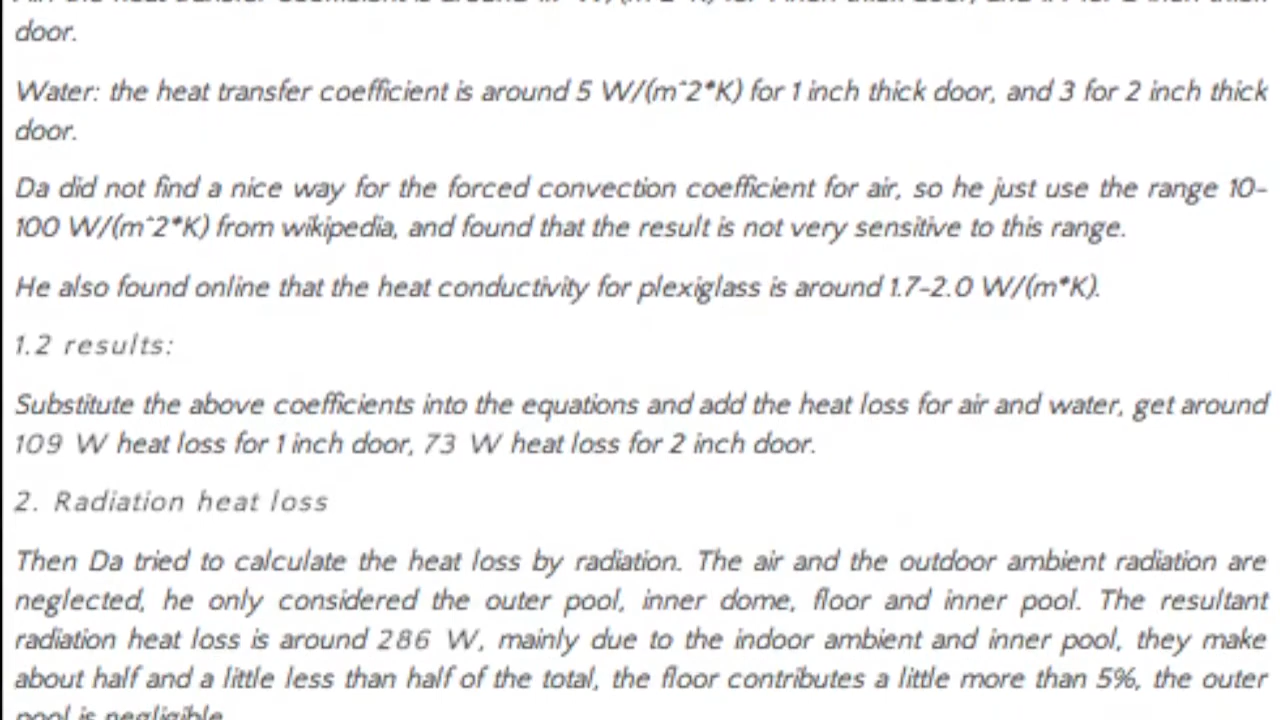 door.
Water: the heat transfer coefficient is around 5 W/(m^2*K) for 1 inch thick door, and 3 for 2 inch thick
door.
Da did not find a nice way for the forced convection coefficient for air, so he just use the range 10-
100 W/(m^2*K) from wikipedia, and found that the result is not very sensitive to this range.
He also found online that the heat conductivity for plexiglass is around 1.7-2.0 W/(m*K).
1.2 results:
Substitute the above coefficients into the equations and add the heat loss for air and water, get around
109 W heat loss for 1 inch door, 73 W heat loss for 2 inch door.
2. Radiation heat loss
Then Da tried to calculate the heat loss by radiation. The air and the outdoor ambient radiation are
neglected, he only considered the outer pool, inner dome, floor and inner pool. The resultant
radiation heat loss is around 286 W, mainly due to the indoor ambient and inner pool, they make
about half and a little less than half of the total, the floor contributes a little more than 5%, the outer
pool is negligible